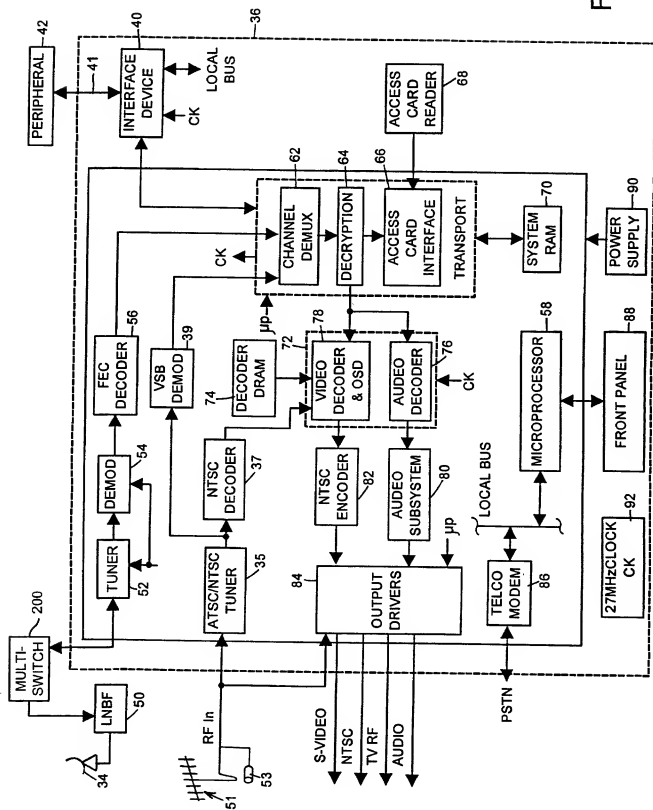 42
PERIPHERAL
41
40
INTERFACE
DEVICE
CK
LOCAL
BUS
36
F
200
MULTI-
SWITCH
50
LNBF
34
52
TUNER
54
DEMOD
56
FEC
DECODER
39
VSB
DEMOD
CK
62
CHANNEL
DEMUX
64
DECRYPTION
66
ACCESS
CARD
INTERFACE
TRANSPORT
68
ACCESS
CARD
READER
µp
70
SYSTEM
RAM
74
DECODER
DRAM
72
78
VIDEO
DECODER
& OSD
76
AUDIO
DECODER
CK
35
ATSC/NTSC
TUNER
37
NTSC
DECODER
82
NTSC
ENCODER
80
AUDIO
SUBSYSTEM
84
OUTPUT
DRIVERS
µp
RF In
51
53
S-VIDEO
NTSC
TV RF
AUDIO
58
MICROPROCESSOR
LOCAL BUS
86
TELCO
MODEM
PSTN
90
POWER
SUPPLY
88
FRONT PANEL
92
27MHzCLOCK
CK